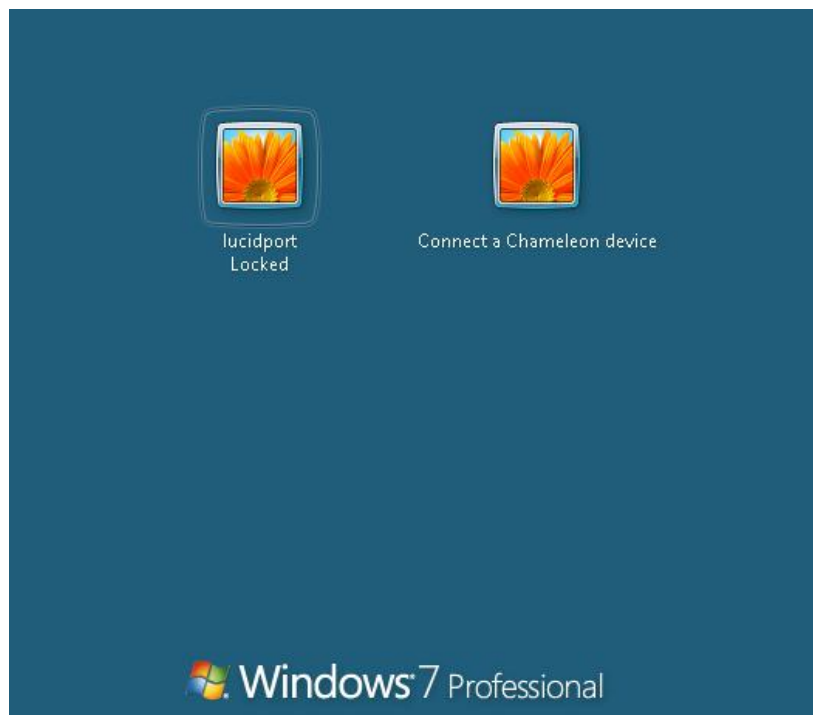 lucidport
Locked
Connect a Chameleon device
Windows 7 Professional